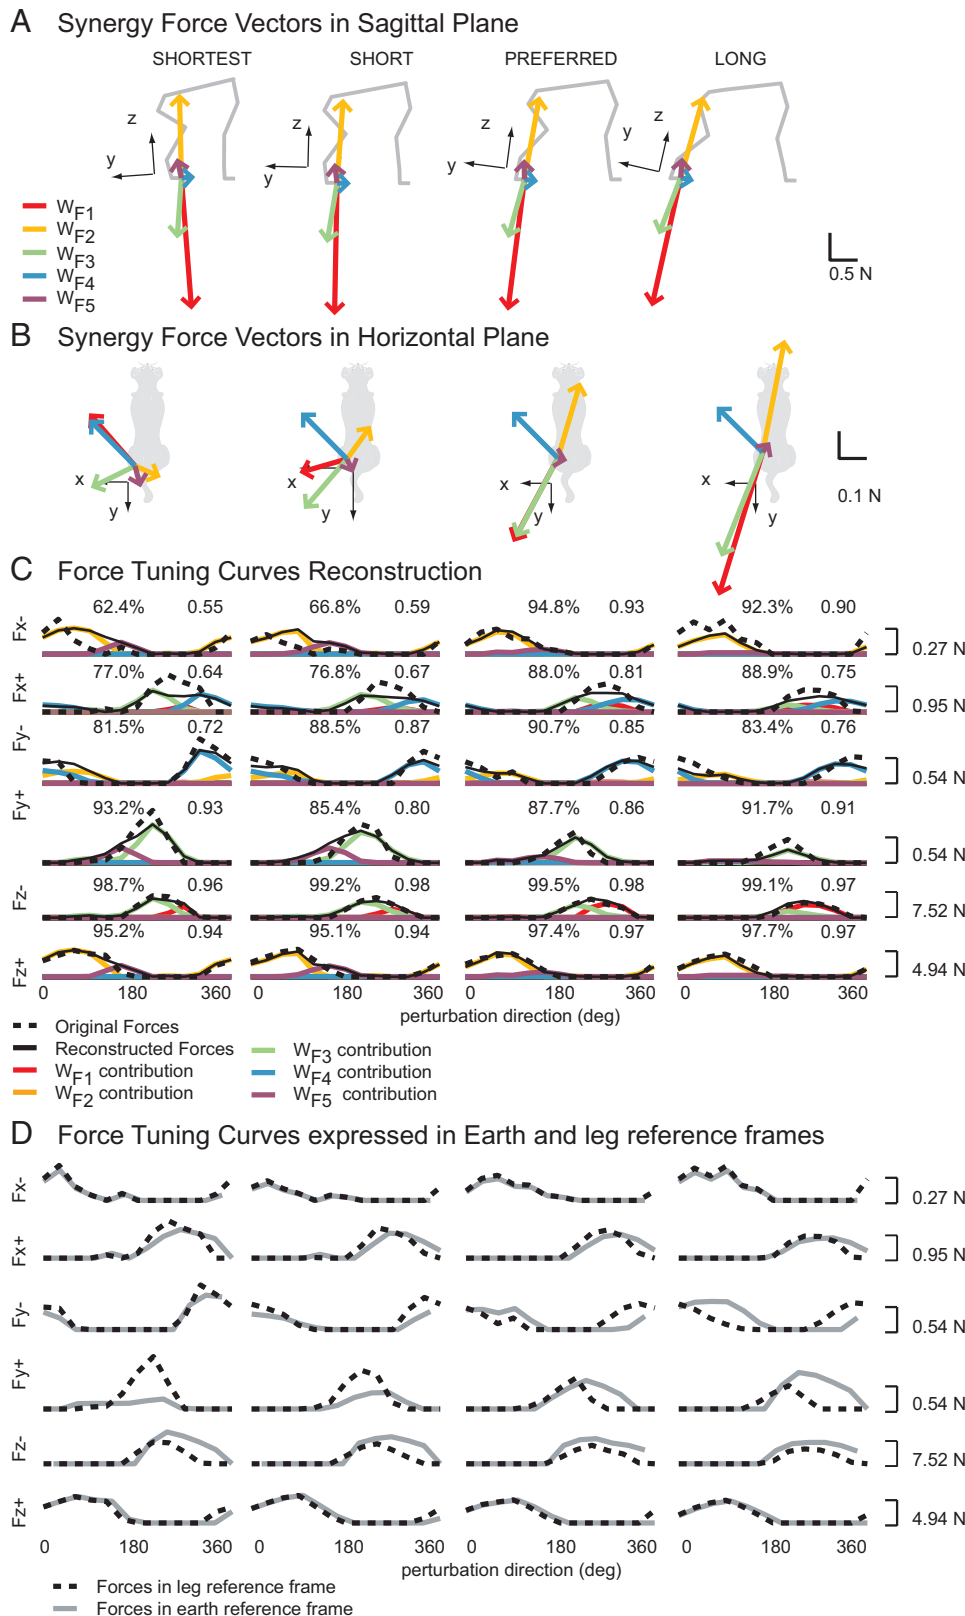 A Synergy Force Vectors in Sagittal Plane
SHORTEST SHORT PREFERRED LONG
z z z z
y y y y
WF1
WF2
WF3
WF4
WF5
0.5 N
B Synergy Force Vectors in Horizontal Plane
x x x x
y y y y
0.1 N
C Force Tuning Curves Reconstruction
Fx- 62.4% 0.55 66.8% 0.59 94.8% 0.93 92.3% 0.90 0.27 N
Fx+ 77.0% 0.64 76.8% 0.67 88.0% 0.81 88.9% 0.75 0.95 N
Fy- 81.5% 0.72 88.5% 0.87 90.7% 0.85 83.4% 0.76 0.54 N
Fy+ 93.2% 0.93 85.4% 0.80 87.7% 0.86 91.7% 0.91 0.54 N
Fz- 98.7% 0.96 99.2% 0.98 99.5% 0.98 99.1% 0.97 7.52 N
Fz+ 95.2% 0.94 95.1% 0.94 97.4% 0.97 97.7% 0.97 4.94 N
0 180 360 0 180 360 0 180 360 0 180 360
perturbation direction (deg)
Original Forces
Reconstructed Forces
WF1 contribution
WF2 contribution
WF3 contribution
WF4 contribution
WF5 contribution
D Force Tuning Curves expressed in Earth and leg reference frames
Fx- 0.27 N
Fx+ 0.95 N
Fy- 0.54 N
Fy+ 0.54 N
Fz- 7.52 N
Fz+ 4.94 N
0 180 360 0 180 360 0 180 360 0 180 360
perturbation direction (deg)
Forces in leg reference frame
Forces in earth reference frame